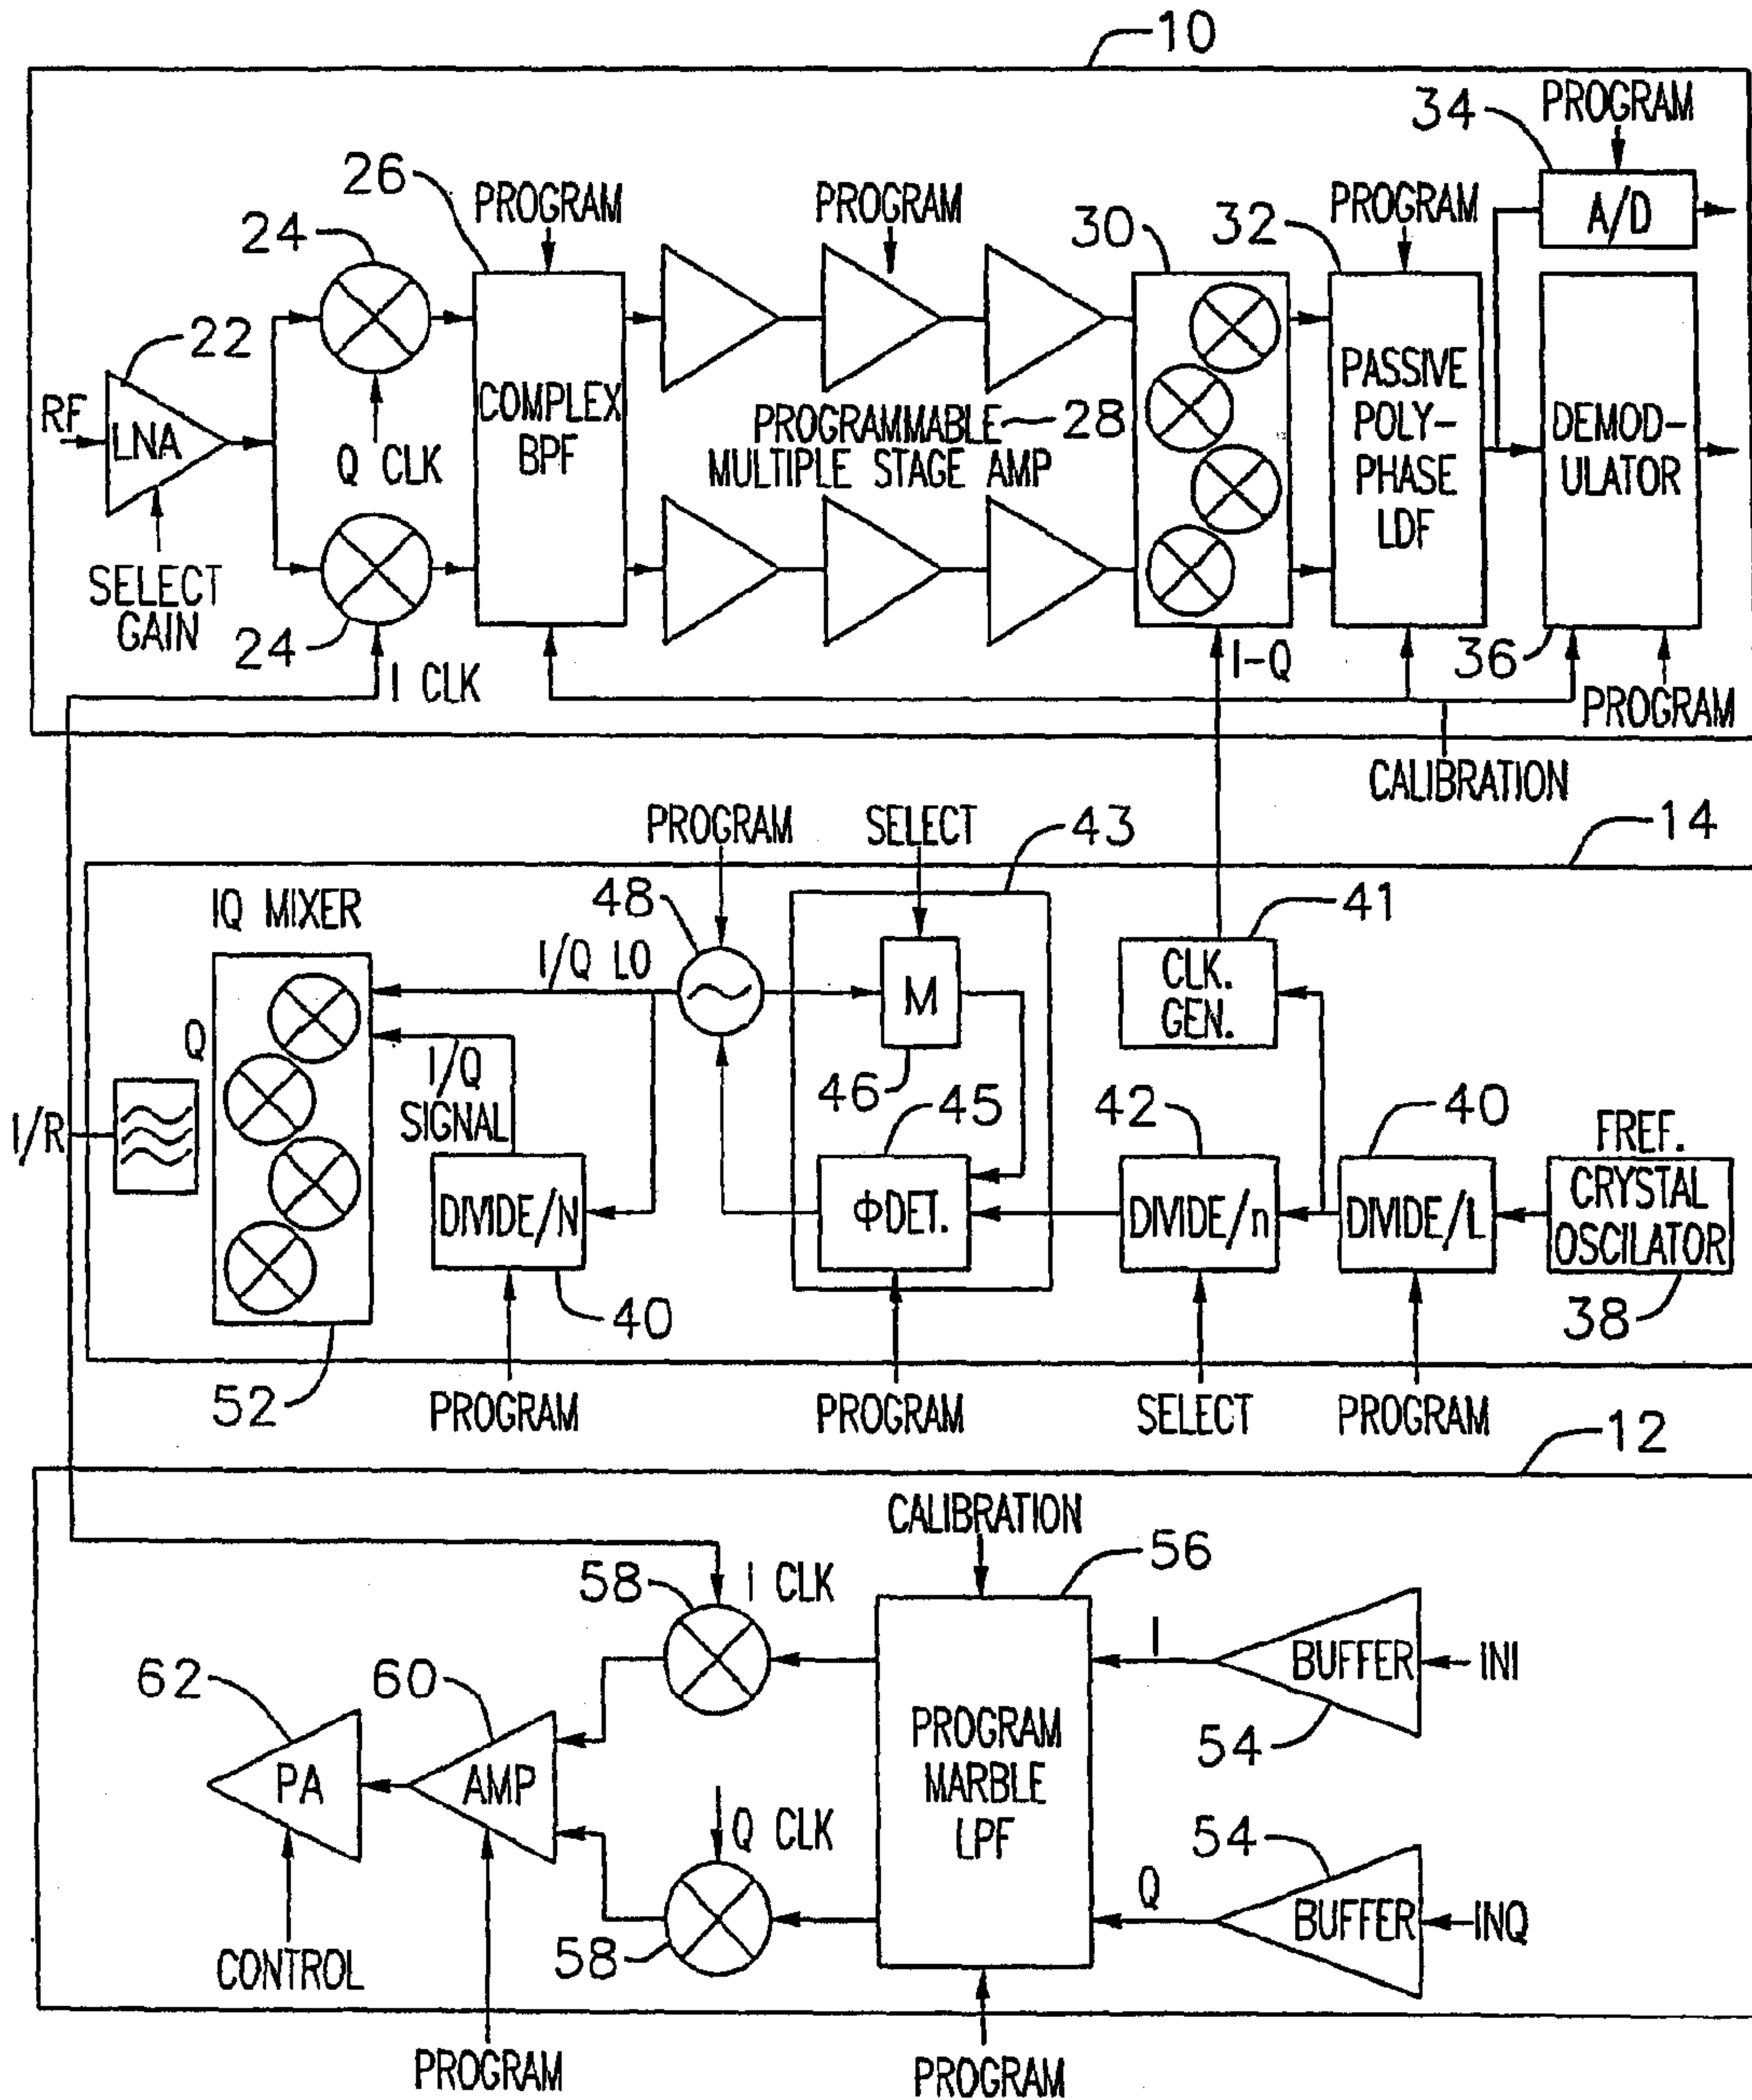 10
34
PROGRAM
A/D
26
PROGRAM
PROGRAM
30
32
PROGRAM
24
22
RF
LNA
Q CLK
COMPLEX
BPF
PROGRAMMABLE
MULTIPLE STAGE AMP
28
PASSIVE
POLY-
PHASE
LDF
DEMOD-
ULATOR
SELECT
GAIN
24
I CLK
I-Q
36
PROGRAM
CALIBRATION
14
PROGRAM
SELECT
43
IQ MIXER
48
I/Q LO
M
41
CLK.
GEN.
Q
I/Q
SIGNAL
46
45
42
40
FREF.
I/R
DIVIDE/N
ΦDET.
DIVIDE/n
DIVIDE/L
CRYSTAL
OSCILATOR
40
38
52
PROGRAM
PROGRAM
SELECT
PROGRAM
12
CALIBRATION
56
58
I CLK
I
BUFFER
INI
54
62
60
PA
AMP
PROGRAM
MARBLE
LPF
Q CLK
54
Q
BUFFER
INQ
58
CONTROL
PROGRAM
PROGRAM